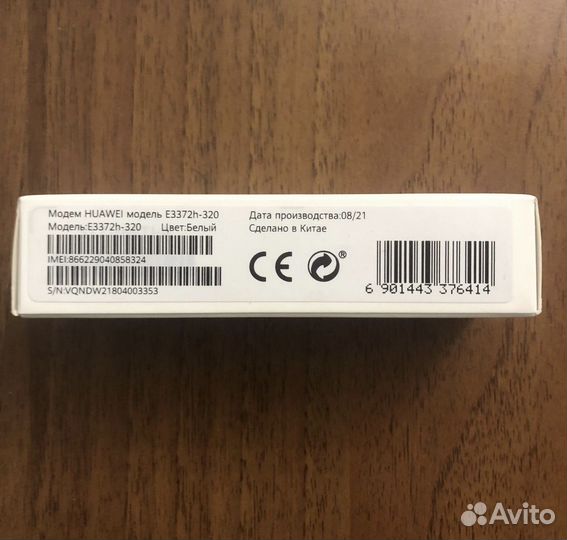 Модем HUAWEI модель E3372h-320
Модель:E3372h-320 Цвет:Белый
IMEI:866229040858324
S/N:VQNDW21804003353
Дата производства:08/21
Сделано в Китае
CE
®
6 901443 376414
Avito